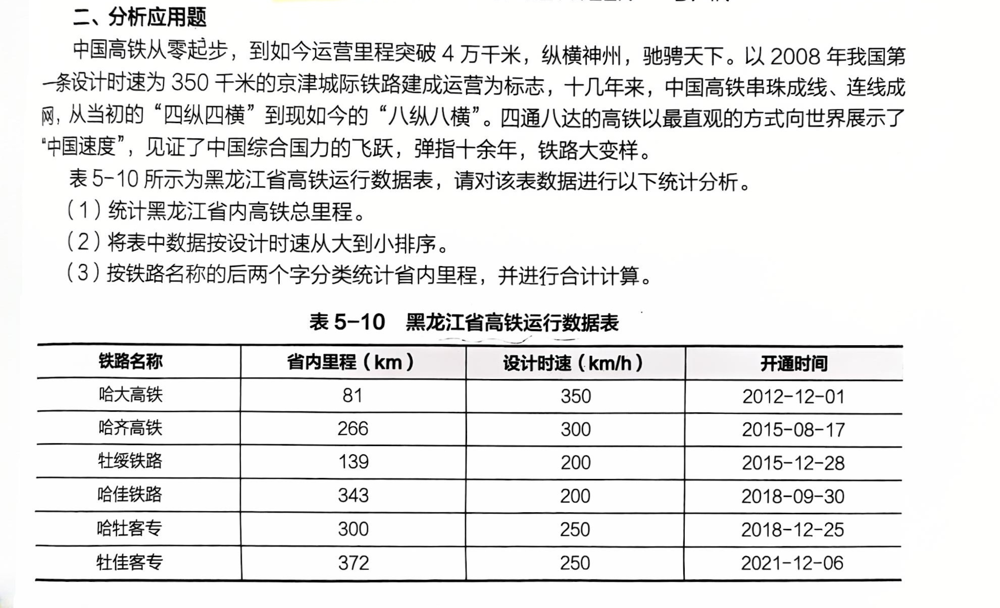 二、分析应用题
中国高铁从零起步，到如今运营里程突破 4 万千米，纵横神州，驰骋天下。以 2008 年我国第
一条设计时速为 350 千米的京津城际铁路建成运营为标志，十几年来，中国高铁串珠成线、连线成
网，从当初的“四纵四横”到现如今的“八纵八横”。四通八达的高铁以最直观的方式向世界展示了
“中国速度”，见证了中国综合国力的飞跃，弹指十余年，铁路大变样。
表 5-10 所示为黑龙江省高铁运行数据表，请对该表数据进行以下统计分析。
（1）统计黑龙江省内高铁总里程。
（2）将表中数据按设计时速从大到小排序。
（3）按铁路名称的后两个字分类统计省内里程，并进行合计计算。
表 5-10 黑龙江省高铁运行数据表
铁路名称 省内里程（km） 设计时速（km/h） 开通时间
哈大高铁 81 350 2012-12-01
哈齐高铁 266 300 2015-08-17
牡绥铁路 139 200 2015-12-28
哈佳铁路 343 200 2018-09-30
哈牡客专 300 250 2018-12-25
牡佳客专 372 250 2021-12-06